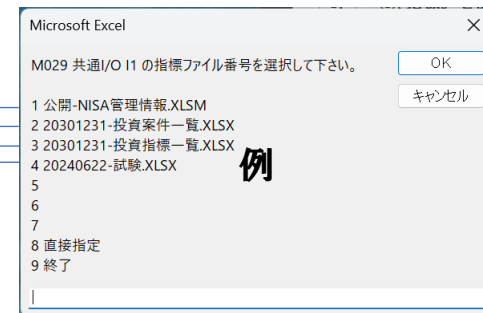 Microsoft Excel
M029 共通I/O I1 の指標ファイル番号を選択して下さい。
OK
キャンセル
1 公開-NISA管理情報.XLSM
2 20301231-投資案件一覧.XLSX
3 20301231-投資指標一覧.XLSX
4 20240622-試験.XLSX
例
5
6
7
8 直接指定
9 終了